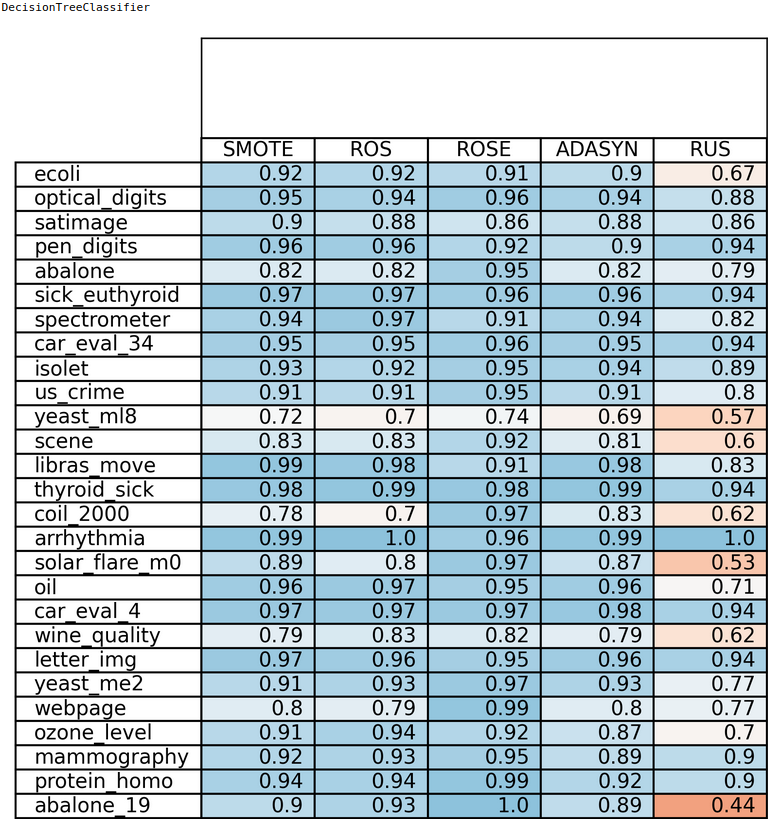 DecisionTreeClassifier
SMOTE ROS ROSE ADASYN RUS
ecoli 0.92 0.92 0.91 0.9 0.67
optical_digits 0.95 0.94 0.96 0.94 0.88
satimage 0.9 0.88 0.86 0.88 0.86
pen_digits 0.96 0.96 0.92 0.9 0.94
abalone 0.82 0.82 0.95 0.82 0.79
sick_euthyroid 0.97 0.97 0.96 0.96 0.94
spectrometer 0.94 0.97 0.91 0.94 0.82
car_eval_34 0.95 0.95 0.96 0.95 0.94
isolet 0.93 0.92 0.95 0.94 0.89
us_crime 0.91 0.91 0.95 0.91 0.8
yeast_ml8 0.72 0.7 0.74 0.69 0.57
scene 0.83 0.83 0.92 0.81 0.6
libras_move 0.99 0.98 0.91 0.98 0.83
thyroid_sick 0.98 0.99 0.98 0.99 0.94
coil_2000 0.78 0.7 0.97 0.83 0.62
arrhythmia 0.99 1.0 0.96 0.99 1.0
solar_flare_m0 0.89 0.8 0.97 0.87 0.53
oil 0.96 0.97 0.95 0.96 0.71
car_eval_4 0.97 0.97 0.97 0.98 0.94
wine_quality 0.79 0.83 0.82 0.79 0.62
letter_img 0.97 0.96 0.95 0.96 0.94
yeast_me2 0.91 0.93 0.97 0.93 0.77
webpage 0.8 0.79 0.99 0.8 0.77
ozone_level 0.91 0.94 0.92 0.87 0.7
mammography 0.92 0.93 0.95 0.89 0.9
protein_homo 0.94 0.94 0.99 0.92 0.9
abalone_19 0.9 0.93 1.0 0.89 0.44